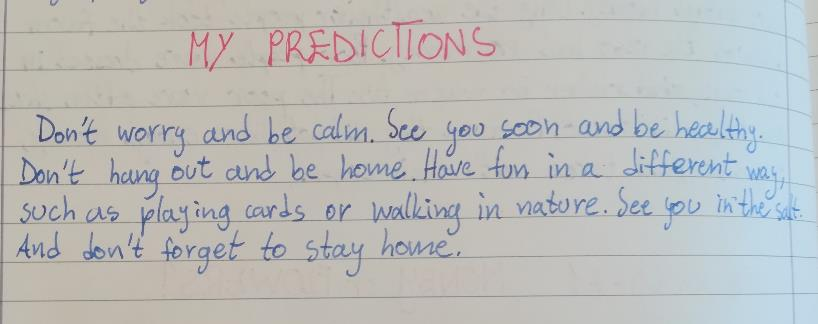 MY PREDICTIONS
Don't worry and be calm. See you soon and be healthy.
Don't hang out and be home. Have fun in a different way,
such as playing cards or walking in nature. See you in the salt.
And don't forget to stay home.